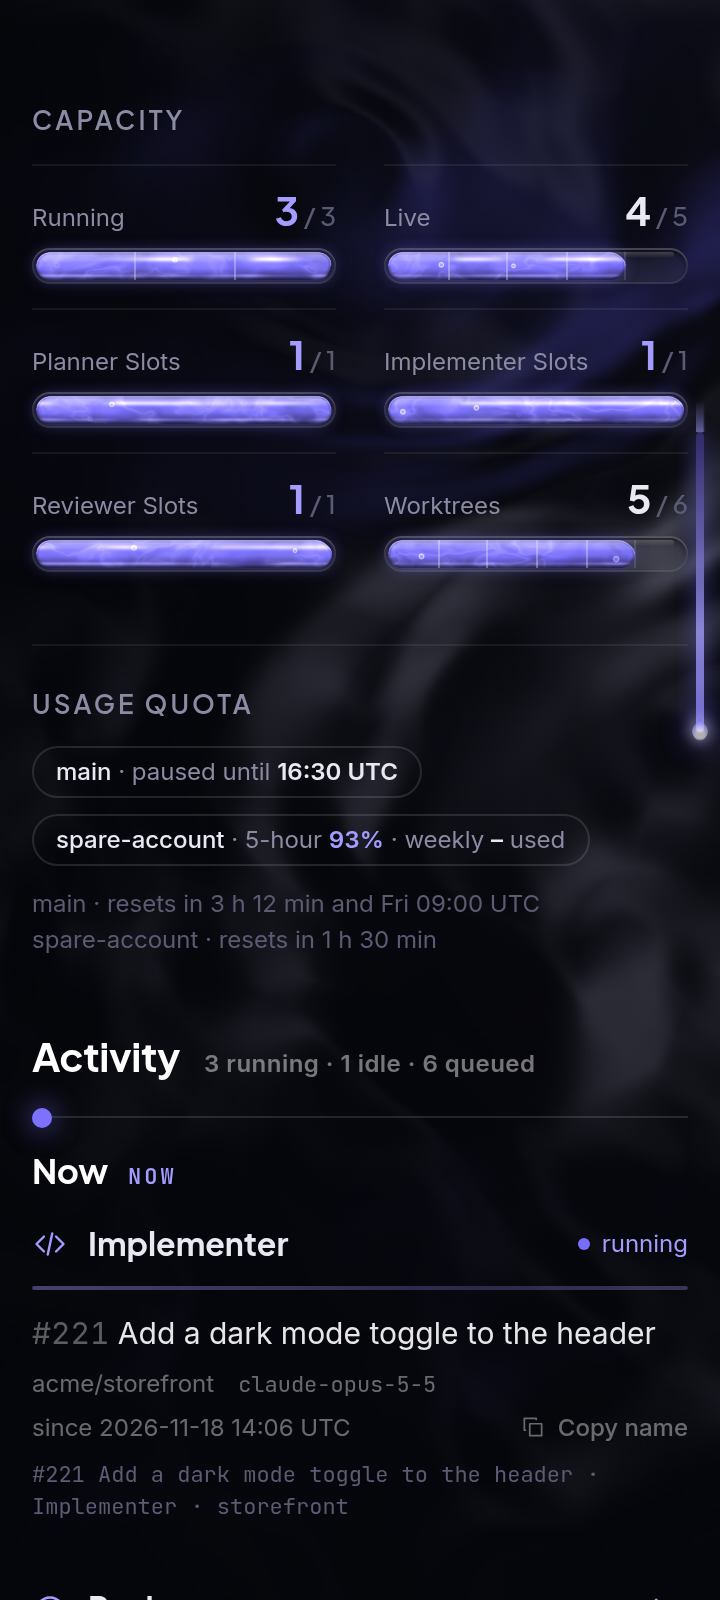 CAPACITY
Running 3 / 3
Live 4 / 5
Planner Slots 1 / 1
Implementer Slots 1 / 1
Reviewer Slots 1 / 1
Worktrees 5 / 6
USAGE QUOTA
main · paused until 16:30 UTC
spare-account · 5-hour 93% · weekly – used
main · resets in 3 h 12 min and Fri 09:00 UTC
spare-account · resets in 1 h 30 min
Activity 3 running · 1 idle · 6 queued
Now NOW
Implementer running
#221 Add a dark mode toggle to the header
acme/storefront claude-opus-5-5
since 2026-11-18 14:06 UTC Copy name
#221 Add a dark mode toggle to the header ·
Implementer · storefront